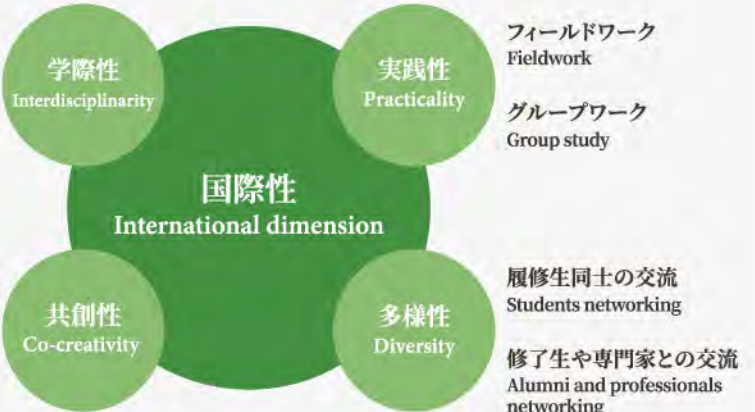 学際性
Interdisciplinarity
実践性
Practicality
フィールドワーク
Fieldwork
グループワーク
Group study
国際性
International dimension
共創性
Co-creativity
多様性
Diversity
履修生同士の交流
Students networking
修了生や専門家との交流
Alumni and professionals
networking